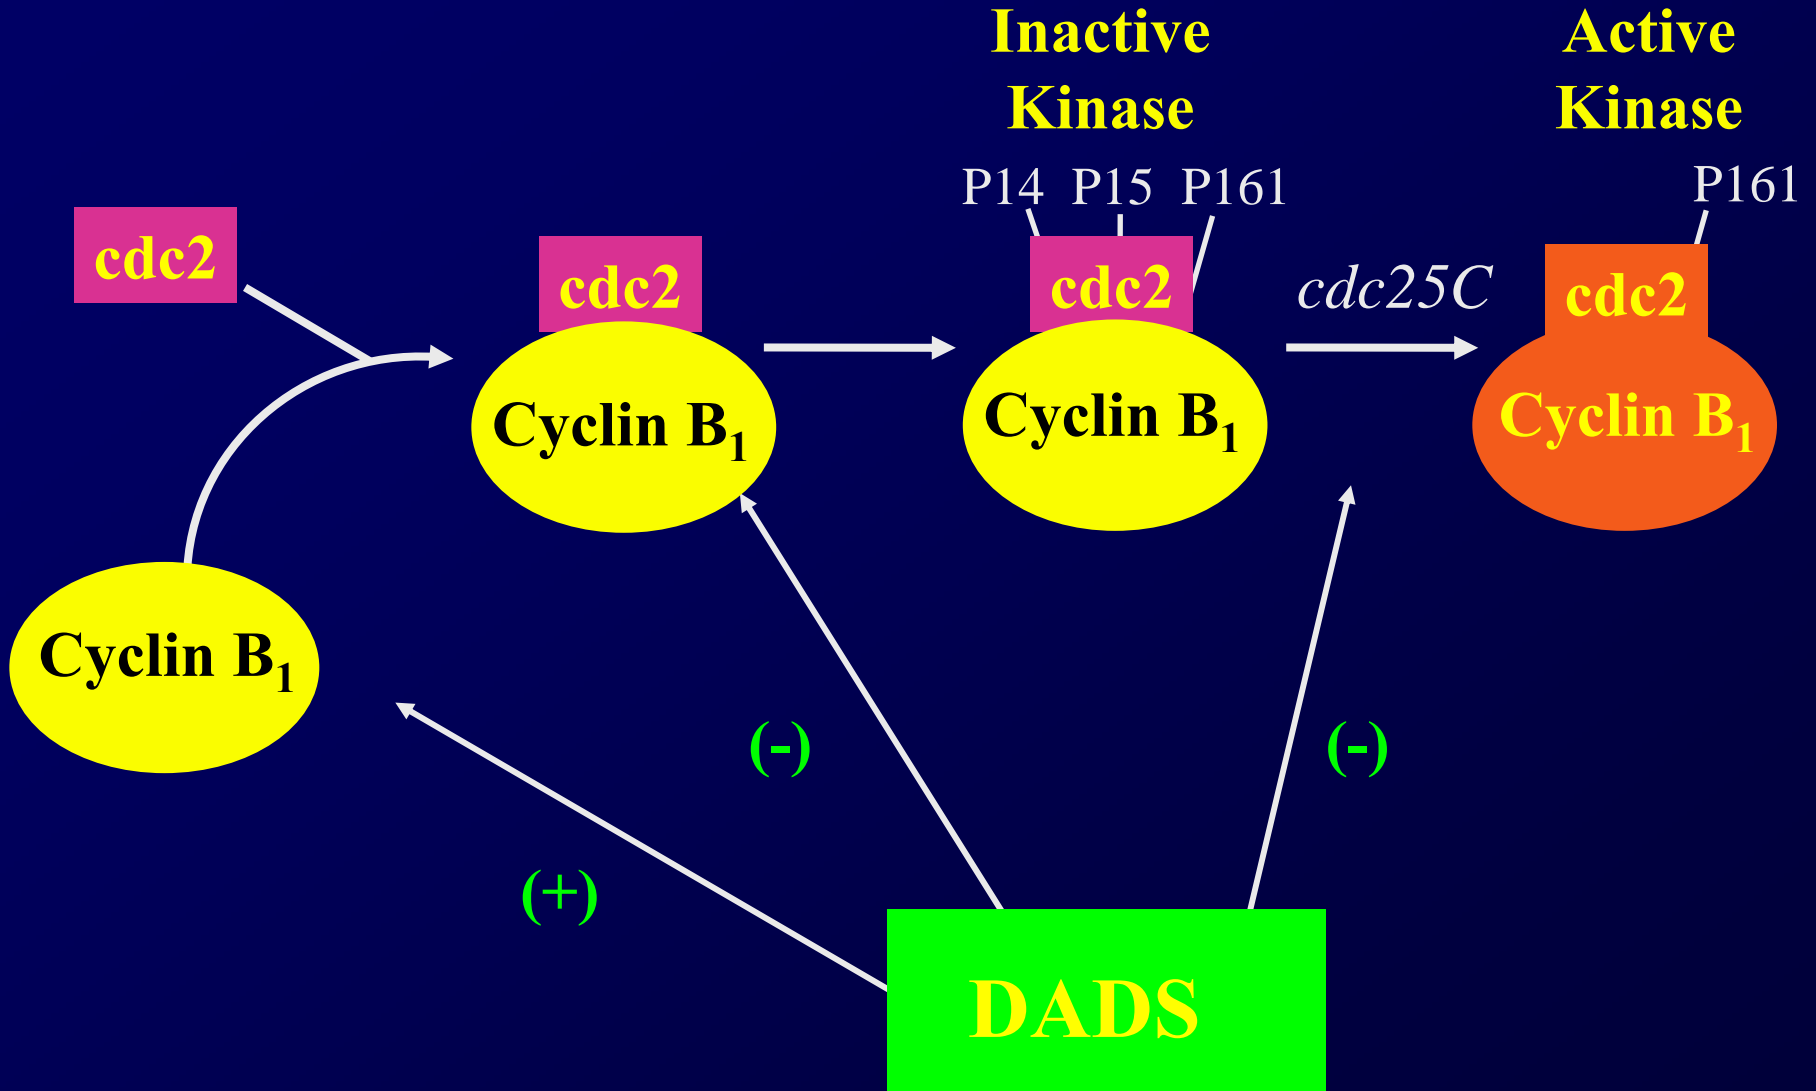 Inactive
Kinase
Active
Kinase
P14 P15 P161
P161
cdc2
cdc2
cdc2
cdc25C
cdc2
Cyclin B₁
Cyclin B₁
Cyclin B₁
Cyclin B₁
(-)
(-)
(+)
DADS